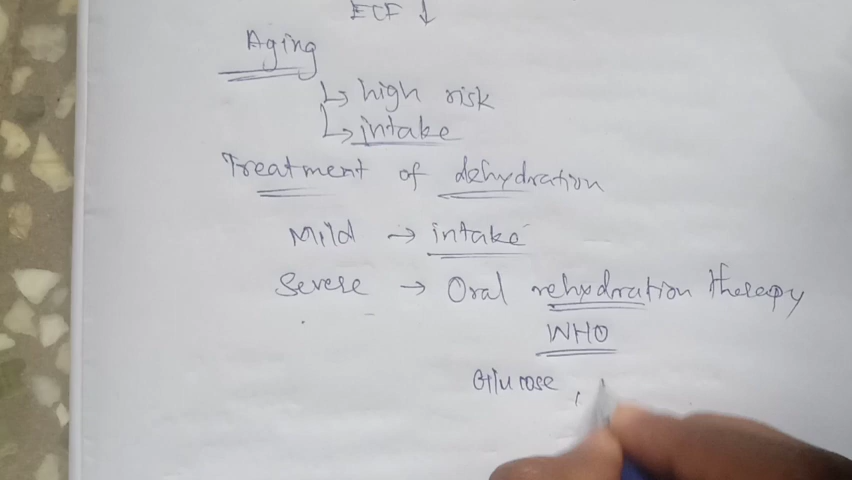 ECF ↓
Aging
↳ high risk
↳ intake
Treatment of dehydration
Mild → intake
Severe → Oral rehydration therapy
WHO
Glucose ,